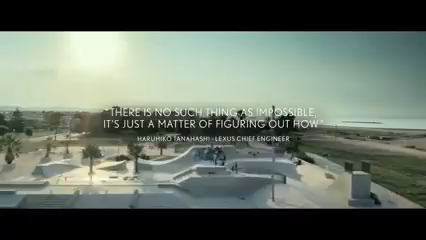 "THERE IS NO SUCH THING AS IMPOSSIBLE,
IT'S JUST A MATTER OF FIGURING OUT HOW"
HARUHIKO TANAHASHI - LEXUS CHIEF ENGINEER